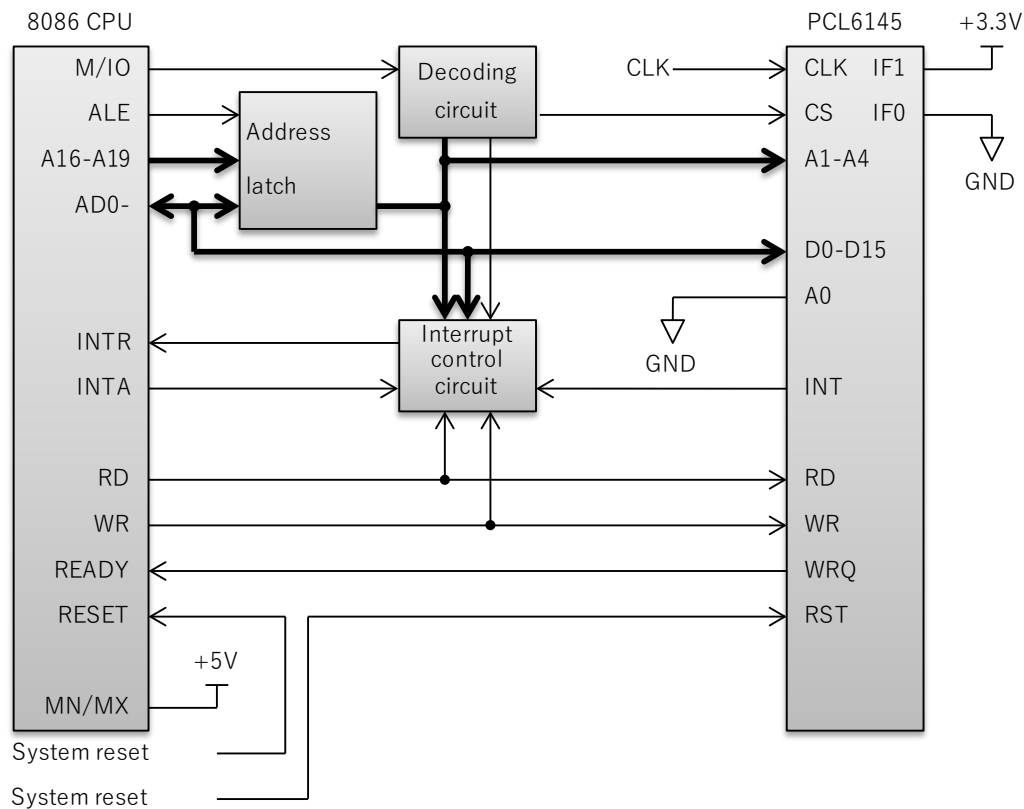 8086 CPU
PCL6145
+3.3V
M/IO
Decoding
circuit
CLK
CLK
IF1
ALE
CS
IF0
Address
latch
A16-A19
A1-A4
GND
AD0-
D0-D15
A0
GND
INTR
Interrupt
control
circuit
INTA
INT
RD
RD
WR
WR
READY
WRQ
RESET
RST
+5V
MN/MX
System reset
System reset